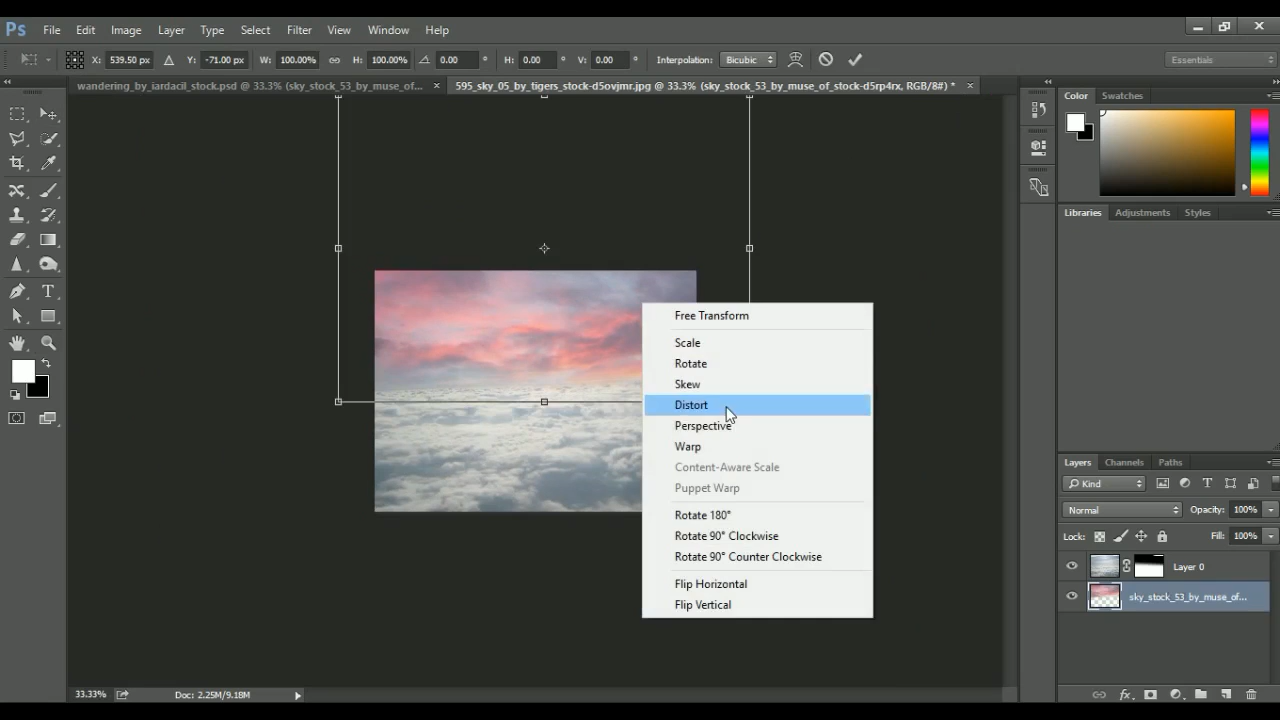 Ps File Edit Image Layer Type Select Filter View Window Help
X: 539.50 px Y: -71.00 px W: 100.00% H: 100.00% 0.00 ° H: 0.00 ° V: 0.00 ° Interpolation: Bicubic Essentials
wandering_by_iardacil_stock.psd @ 33.3% (sky_stock_53_by_muse_of... × 595_sky_05_by_tigers_stock-d5ovjmr.jpg @ 33.3% (sky_stock_53_by_muse_of_stock-d5rp4rx, RGB/8#) * ×
Color Swatches
Libraries Adjustments Styles
Free Transform
Scale
Rotate
Skew
Distort
Perspective
Warp
Content-Aware Scale
Puppet Warp
Rotate 180°
Rotate 90° Clockwise
Rotate 90° Counter Clockwise
Flip Horizontal
Flip Vertical
Layers Channels Paths
Kind
Normal Opacity: 100%
Lock: Fill: 100%
Layer 0
sky_stock_53_by_muse_of...
33.33% Doc: 2.25M/9.18M
fx